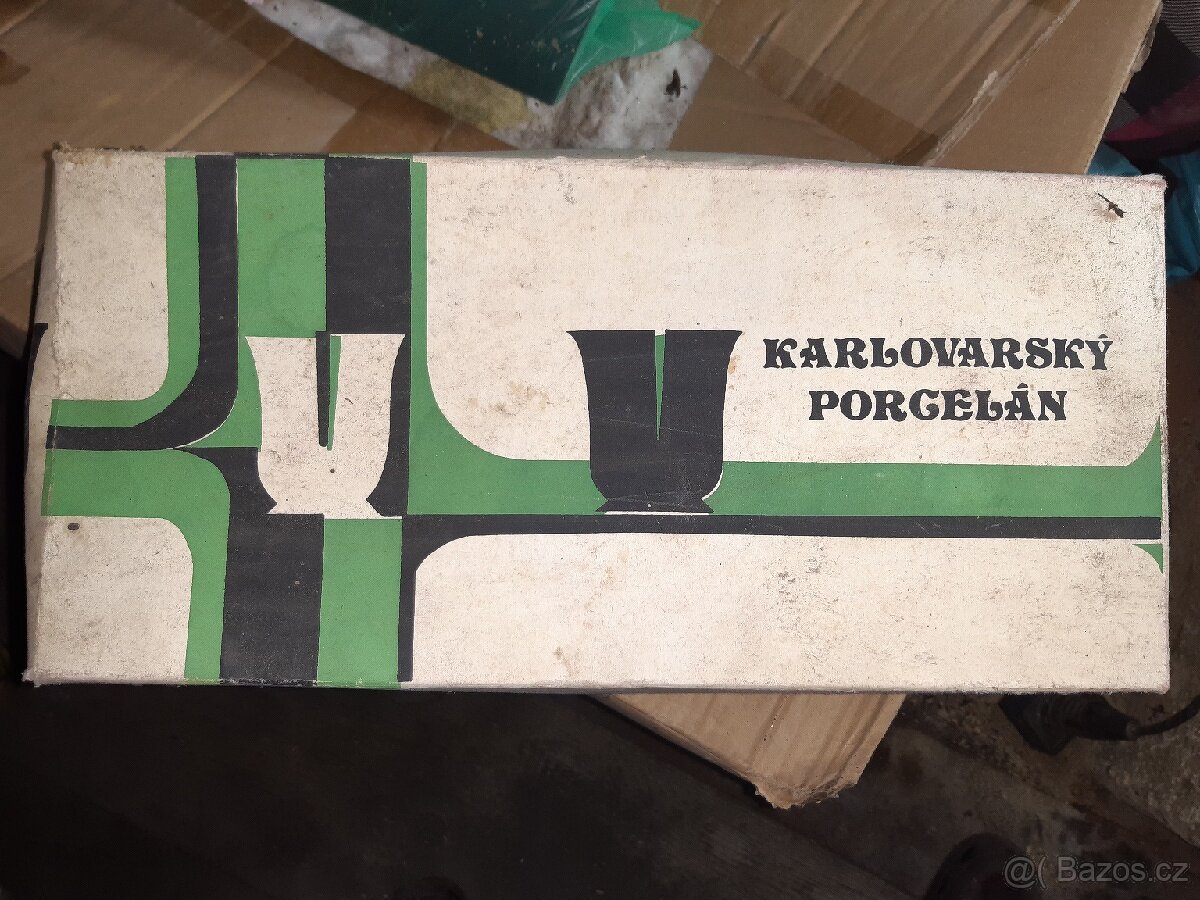 KARLOVARSKÝ
PORCELÁN
@( Bazos.cz